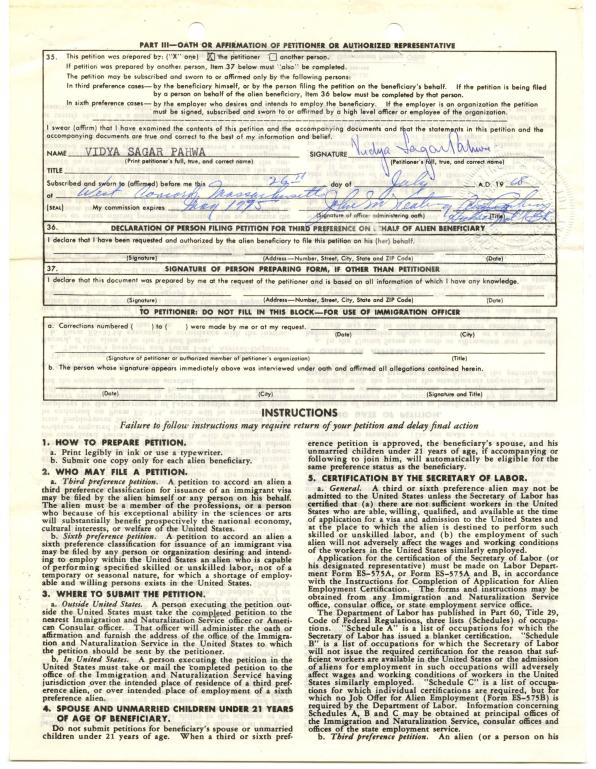 PART III—OATH OR AFFIRMATION OF PETITIONER OR AUTHORIZED REPRESENTATIVE
35. This petition was prepared by: ("X" one) [X] the petitioner [ ] another person.
If petition was prepared by another person, Item 37 below must "also" be completed.
The petition may be subscribed and sworn to or affirmed only by the following persons:
In third preference cases—by the beneficiary himself, or by the person filing the petition on the beneficiary's behalf. If the petition is being filed
by a person on behalf of the alien beneficiary, Item 36 below must be completed by that person.
In sixth preference cases—by the employer who desires and intends to employ the beneficiary. If the employer is an organization the petition
must be signed, subscribed and sworn to or affirmed by a high level officer or employee of the organization.
I swear (affirm) that I have examined the contents of this petition and the accompanying documents and that the statements in this petition and the
accompanying documents are true and correct to the best of my information and belief.
NAME VIDYA SAGAR PAHWA SIGNATURE Vidya Sagar Pahwa
(Print petitioner's full, true, and correct name) (Petitioner's full, true, and correct name)
TITLE
Subscribed and sworn to (affirmed) before me this 26TH day of July A.D. 19 68
at West Concord, Massachusetts
(SEAL) My commission expires May 1975 John M
(Signature of officer administering oath) (Title)
36. DECLARATION OF PERSON FILING PETITION FOR THIRD PREFERENCE ON BEHALF OF ALIEN BENEFICIARY
I declare that I have been requested and authorized by the alien beneficiary to file this petition on his (her) behalf.
(Signature) (Address—Number, Street, City, State and ZIP Code) (Date)
37. SIGNATURE OF PERSON PREPARING FORM, IF OTHER THAN PETITIONER
I declare that this document was prepared by me at the request of the petitioner and is based on all information of which I have any knowledge.
(Signature) (Address—Number, Street, City, State and ZIP Code) (Date)
TO PETITIONER: DO NOT FILL IN THIS BLOCK—FOR USE OF IMMIGRATION OFFICER
a. Corrections numbered ( ) to ( ) were made by me or at my request.
(Date) (City)
(Signature of petitioner or authorized member of petitioner's organization) (Title)
b. The person whose signature appears immediately above was interviewed under oath and affirmed all allegations contained herein.
(Date) (City) (Signature and Title)
INSTRUCTIONS
Failure to follow instructions may require return of your petition and delay final action
1. HOW TO PREPARE PETITION.
a. Print legibly in ink or use a typewriter.
b. Submit one copy only for each alien beneficiary.
2. WHO MAY FILE A PETITION.
a. Third preference petition. A petition to accord an alien a
third preference classification for issuance of an immigrant visa
may be filed by the alien himself or any person on his behalf.
The alien must be a member of the professions, or a person
who because of his exceptional ability in the sciences or arts
will substantially benefit prospectively the national economy,
cultural interests, or welfare of the United States.
b. Sixth preference petition. A petition to accord an alien a
sixth preference classification for issuance of an immigrant visa
may be filed by any person or organization desiring and intend-
ing to employ within the United States an alien who is capable
of performing specified skilled or unskilled labor, not of a
temporary or seasonal nature, for which a shortage of employ-
able and willing persons exists in the United States.
3. WHERE TO SUBMIT THE PETITION.
a. Outside United States. A person executing the petition out-
side the United States must take the completed petition to the
nearest Immigration and Naturalization Service officer or Ameri-
can Consular officer. That officer will administer the oath or
affirmation and furnish the address of the office of the Immigra-
tion and Naturalization Service in the United States to which
the petition should be sent by the petitioner.
b. In United States. A person executing the petition in the
United States must take or mail the completed petition to the
office of the Immigration and Naturalization Service having
jurisdiction over the intended place of residence of a third pref-
erence alien, or over intended place of employment of a sixth
preference alien.
4. SPOUSE AND UNMARRIED CHILDREN UNDER 21 YEARS
OF AGE OF BENEFICIARY.
Do not submit petitions for beneficiary's spouse or unmarried
children under 21 years of age. When a third or sixth pref-
erence petition is approved, the beneficiary's spouse, and his
unmarried children under 21 years of age, if accompanying or
following to join him, will automatically be eligible for the
same preference status as the beneficiary.
5. CERTIFICATION BY THE SECRETARY OF LABOR.
a. General. A third or sixth preference alien may not be
admitted to the United States unless the Secretary of Labor has
certified that (a) there are not sufficient workers in the United
States who are able, willing, qualified, and available at the time
of application for a visa and admission to the United States and
at the place to which the alien is destined to perform such
skilled or unskilled labor, and (b) the employment of such
alien will not adversely affect the wages and working conditions
of the workers in the United States similarly employed.
Application for the certification of the Secretary of Labor (or
his designated representative) must be made on Labor Depart-
ment Form ES-575A, or Form ES-575A and B, in accordance
with the Instructions for Completion of Application for Alien
Employment Certification. The forms and instructions may be
obtained from any Immigration and Naturalization Service
office, consular office, or state employment service office.
The Department of Labor has published in Part 60, Title 29,
Code of Federal Regulations, three lists (Schedules) of occupa-
tions. "Schedule A" is a list of occupations for which the
Secretary of Labor has issued a blanket certification. "Schedule
B" is a list of occupations for which the Secretary of Labor
will not issue the required certification for the reason that suf-
ficient workers are available in the United States or the admission
of aliens for employment in such occupations will adversely
affect wages and working conditions of workers in the United
States similarly employed. "Schedule C" is a list of occupa-
tions for which individual certifications are required, but for
which no Job Offer for Alien Employment (Form ES-575B) is
required by the Department of Labor. Information concerning
Schedules A, B and C may be obtained at principal offices of
the Immigration and Naturalization Service, consular offices and
offices of the state employment service.
b. Third preference petition. An alien (or a person on his